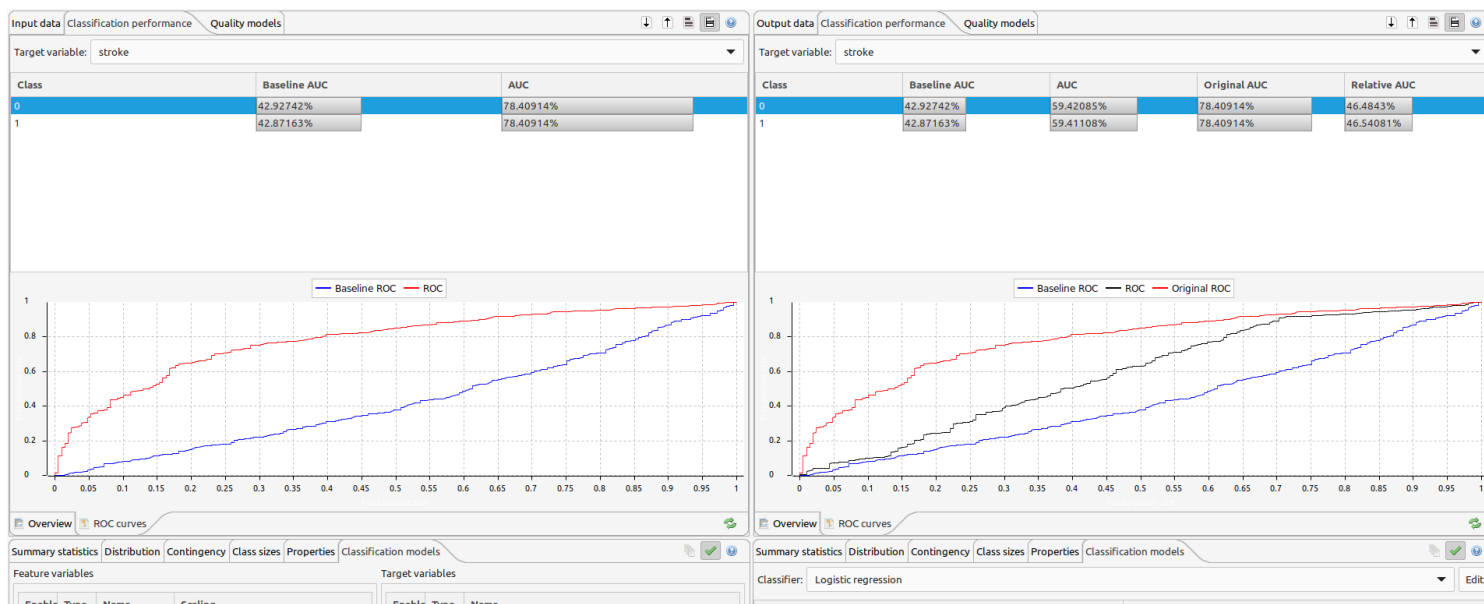 Input data Classification performance Quality models
Target variable: stroke
Class Baseline AUC AUC
0 42.92742% 78.40914%
1 42.87163% 78.40914%
Baseline ROC ROC
1
0.8
0.6
0.4
0.2
0
0 0.05 0.1 0.15 0.2 0.25 0.3 0.35 0.4 0.45 0.5 0.55 0.6 0.65 0.7 0.75 0.8 0.85 0.9 0.95 1
Overview ROC curves
Summary statistics Distribution Contingency Class sizes Properties Classification models
Feature variables Target variables
Enable Type Name Scaling Enable Type Name
Output data Classification performance Quality models
Target variable: stroke
Class Baseline AUC AUC Original AUC Relative AUC
0 42.92742% 59.42085% 78.40914% 46.4843%
1 42.87163% 59.41108% 78.40914% 46.54081%
Baseline ROC ROC Original ROC
1
0.8
0.6
0.4
0.2
0
0 0.05 0.1 0.15 0.2 0.25 0.3 0.35 0.4 0.45 0.5 0.55 0.6 0.65 0.7 0.75 0.8 0.85 0.9 0.95 1
Overview ROC curves
Summary statistics Distribution Contingency Class sizes Properties Classification models
Classifier: Logistic regression Edit